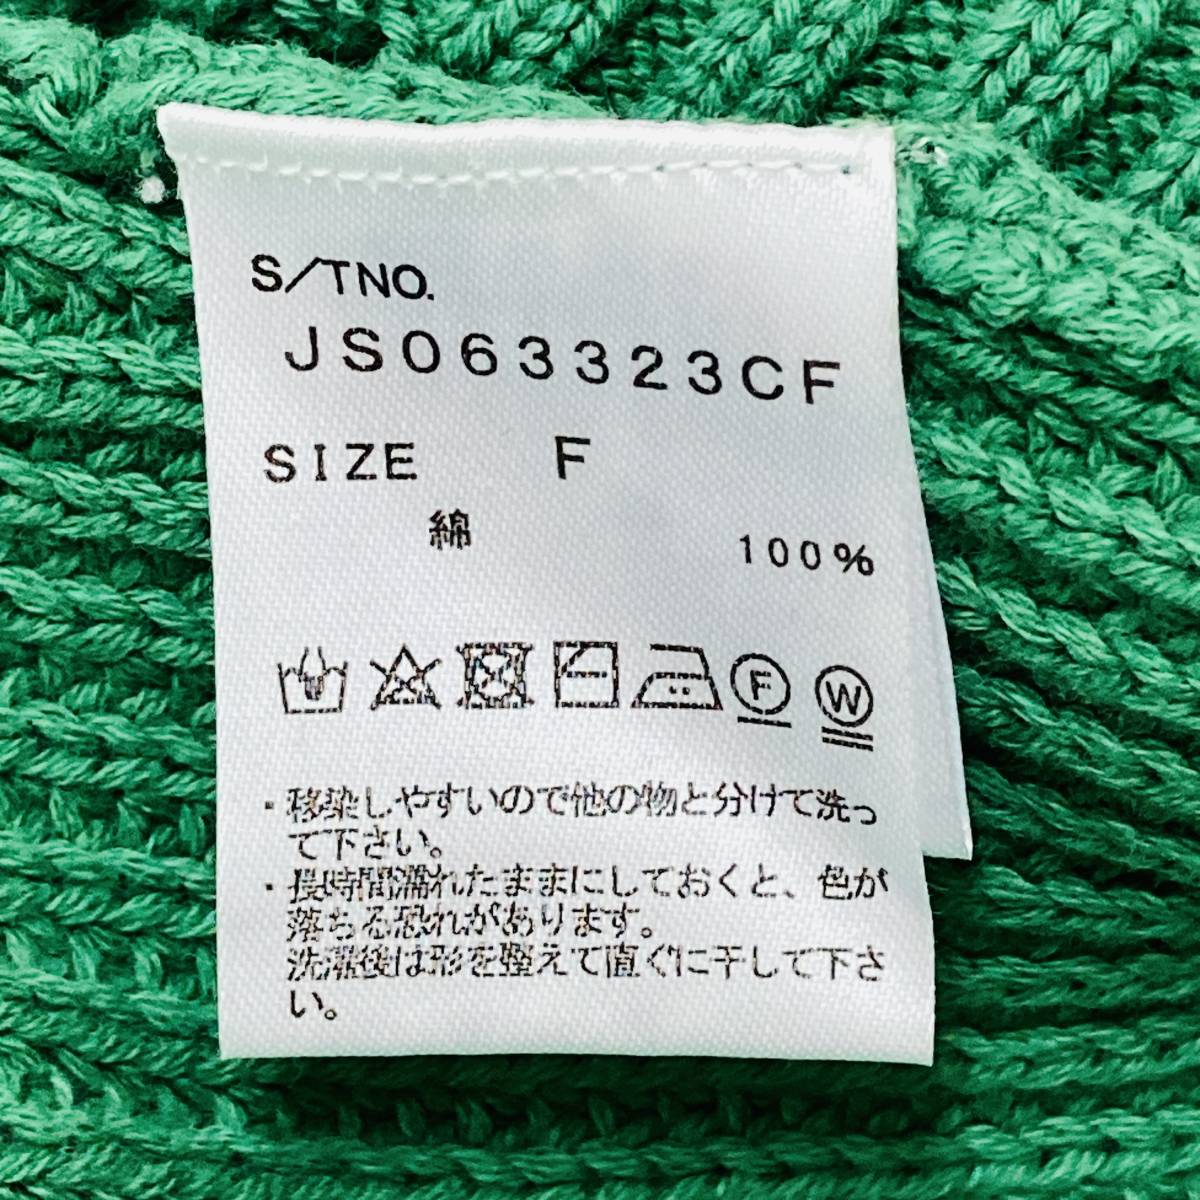 S/TNO.
JS063323CF
SIZE F
綿 100%
F W
・移染しやすいので他の物と分けて洗っ
て下さい。
・長時間濡れたままにしておくと、色が
落ちる恐れがあります。
洗濯後は形を整えて直ぐに干して下さ
い。